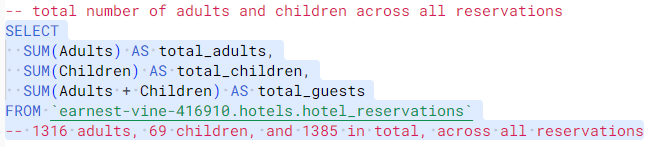 -- total number of adults and children across all reservations
SELECT
  SUM(Adults) AS total_adults,
  SUM(Children) AS total_children,
  SUM(Adults + Children) AS total_guests
FROM `earnest-vine-416910.hotels.hotel_reservations`
-- 1316 adults, 69 children, and 1385 in total, across all reservations